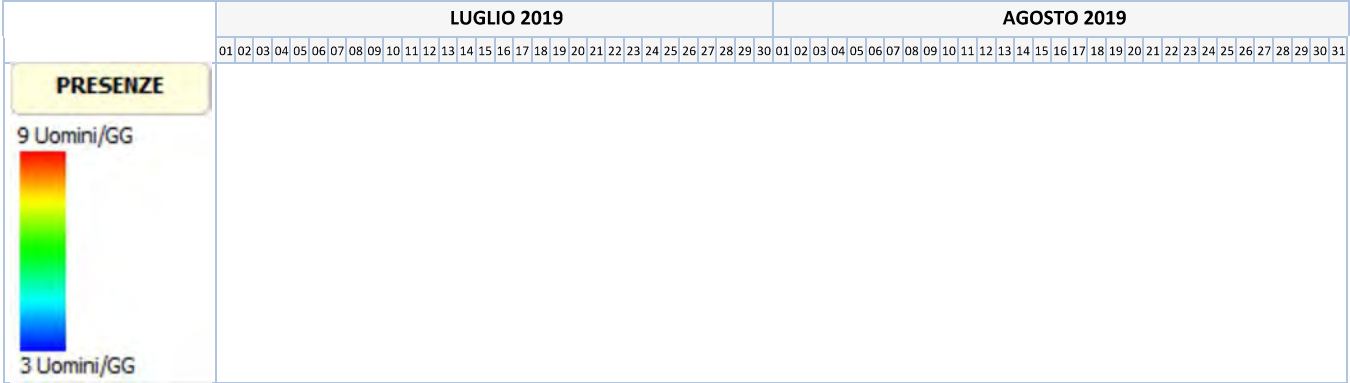 LUGLIO 2019 AGOSTO 2019
01 02 03 04 05 06 07 08 09 10 11 12 13 14 15 16 17 18 19 20 21 22 23 24 25 26 27 28 29 30 01 02 03 04 05 06 07 08 09 10 11 12 13 14 15 16 17 18 19 20 21 22 23 24 25 26 27 28 29 30 31
PRESENZE
9 Uomini/GG
3 Uomini/GG